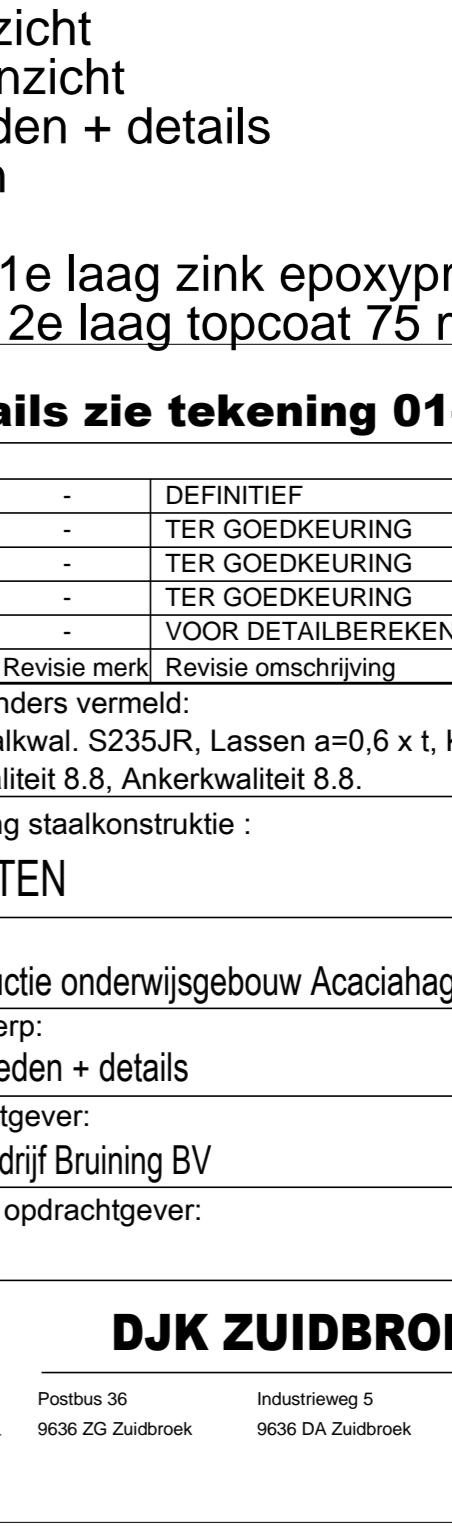 zicht
nzicht
den + details
n
1e laag zink epoxypr
2e laag topcoat 75
ails zie tekening 01
- DEFINITIEF
- TER GOEDKEURING
- TER GOEDKEURING
- TER GOEDKEURING
- VOOR DETAILBEREKEN
Revisie merk Revisie omschrijving
nders vermeld:
alkwal. S235JR, Lassen a=0,6 x t,
liteit 8.8, Ankerkwaliteit 8.8.
ng staalkonstruktie :
TEN
uctie onderwijsgebouw Acaciahag
erp:
eden + details
tgever:
drijf Bruining BV
opdrachtgever:
DJK ZUIDBROE
Postbus 36 Industrieweg 5
9636 ZG Zuidbroek 9636 DA Zuidbroek